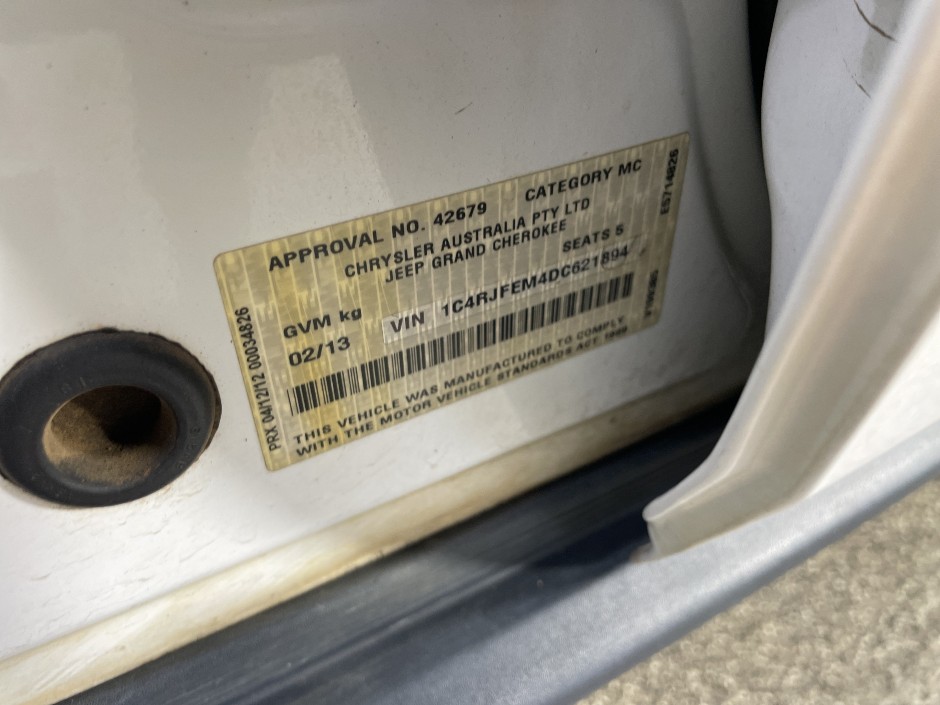 APPROVAL NO. 42679 CATEGORY MC
CHRYSLER AUSTRALIA PTY LTD
JEEP GRAND CHEROKEE
SEATS 5
GVM kg
VIN 1C4RJFEM4DC621894
02/13
THIS VEHICLE WAS MANUFACTURED TO COMPLY
WITH THE MOTOR VEHICLE STANDARDS ACT 1989
PRX 04/12/12 00034826
E5714826